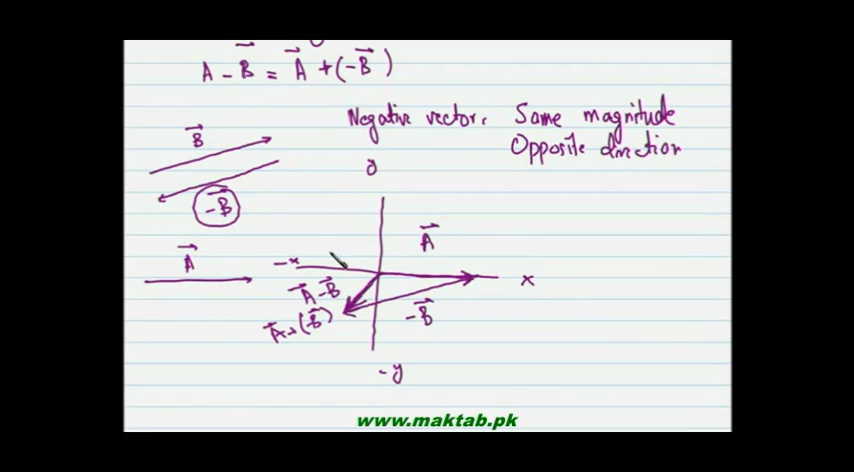 A - B⃗ = A⃗ + (-B⃗)
Negative vector. Same magnitude
Opposite direction
B⃗
-B⃗
A⃗
y
A⃗
-x
x
A⃗-B⃗
A⃗+(-B⃗)
-B⃗
-y
www.maktab.pk